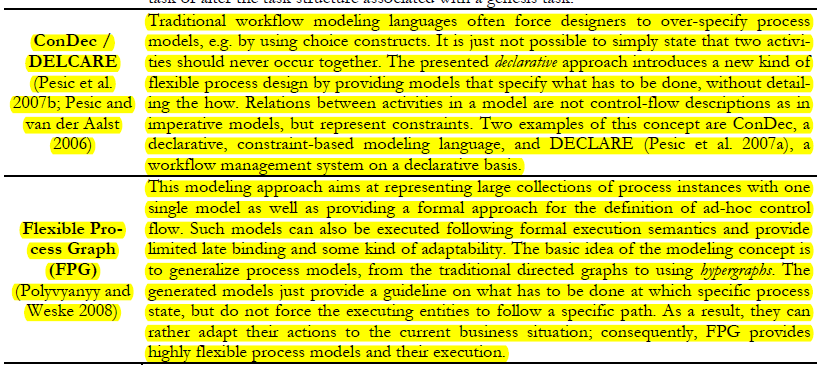 task or after the task structure associated with a genesis task.
ConDec /
DELCARE
(Pesic et al.
2007b; Pesic and
van der Aalst
2006)
Traditional workflow modeling languages often force designers to over-specify process
models, e.g. by using choice constructs. It is just not possible to simply state that two activi-
ties should never occur together. The presented declarative approach introduces a new kind of
flexible process design by providing models that specify what has to be done, without detail-
ing the how. Relations between activities in a model are not control-flow descriptions as in
imperative models, but represent constraints. Two examples of this concept are ConDec, a
declarative, constraint-based modeling language, and DECLARE (Pesic et al. 2007a), a
workflow management system on a declarative basis.
Flexible Pro-
cess Graph
(FPG)
(Polyvyanyy and
Weske 2008)
This modeling approach aims at representing large collections of process instances with one
single model as well as providing a formal approach for the definition of ad-hoc control
flow. Such models can also be executed following formal execution semantics and provide
limited late binding and some kind of adaptability. The basic idea of the modeling concept is
to generalize process models, from the traditional directed graphs to using hypergraphs. The
generated models just provide a guideline on what has to be done at which specific process
state, but do not force the executing entities to follow a specific path. As a result, they can
rather adapt their actions to the current business situation; consequently, FPG provides
highly flexible process models and their execution.